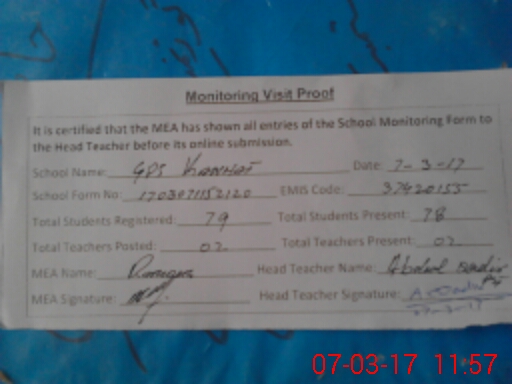 Monitoring Visit Proof
It is certified that the MEA has shown all entries of the School Monitoring Form to
the Head Teacher before its online submission.
School Name: GPS Date: 7-3-17
School Form No: EMIS Code: 37420155
Total Students Registered: 79 Total Students Present: 78
Total Teachers Posted: 02 Total Teachers Present: 02
MEA Name: Head Teacher Name: Abdul
MEA Signature: Head Teacher Signature:
07-03-17 11:57